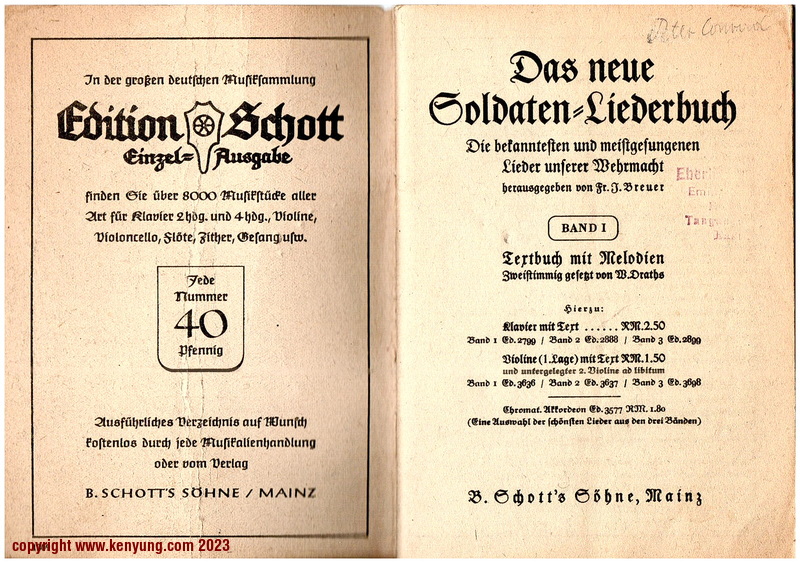 In der großen deutschen Musiksammlung
Edition Schott
Einzel=Ausgabe
finden Sie über 8000 Musikstücke aller
Art für Klavier 2 hdg. und 4 hdg., Violine,
Violoncello, Flöte, Zither, Gesang usw.
Jede
Nummer
40
Pfennig
Ausführliches Verzeichnis auf Wunsch
kostenlos durch jede Musikalienhandlung
oder vom Verlag
B. SCHOTT'S SÖHNE / MAINZ
Das neue
Soldaten=Liederbuch
Die bekanntesten und meistgesungenen
Lieder unserer Wehrmacht
herausgegeben von Fr. J. Breuer
BAND I
Textbuch mit Melodien
Zweistimmig gesetzt von W. Draths
Hierzu:
Klavier mit Text ...... RM. 2.50
Band 1 Ed. 2799 / Band 2 Ed. 2888 / Band 3 Ed. 2899
Violine (1. Lage) mit Text RM. 1.50
und untergelegter 2. Violine ad libitum
Band 1 Ed. 3636 / Band 2 Ed. 3637 / Band 3 Ed. 3698
Chromat. Akkordeon Ed. 3577 RM. 1.80
(Eine Auswahl der schönsten Lieder aus den drei Bänden)
B. Schott's Söhne, Mainz
copyright www.kenyung.com 2023